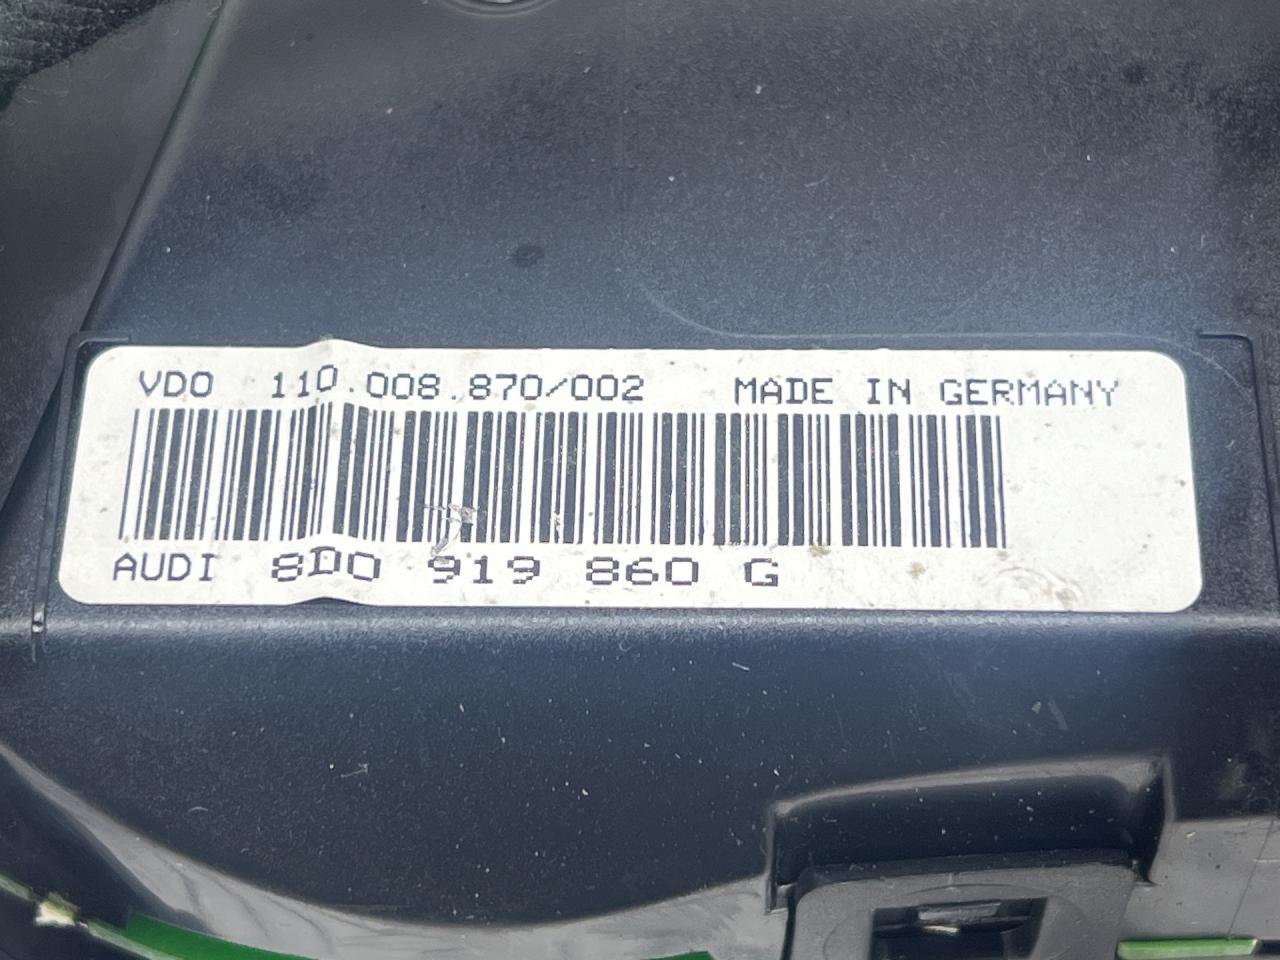 VDO 110.008.870/002 MADE IN GERMANY
AUDI 8D0 919 860 G